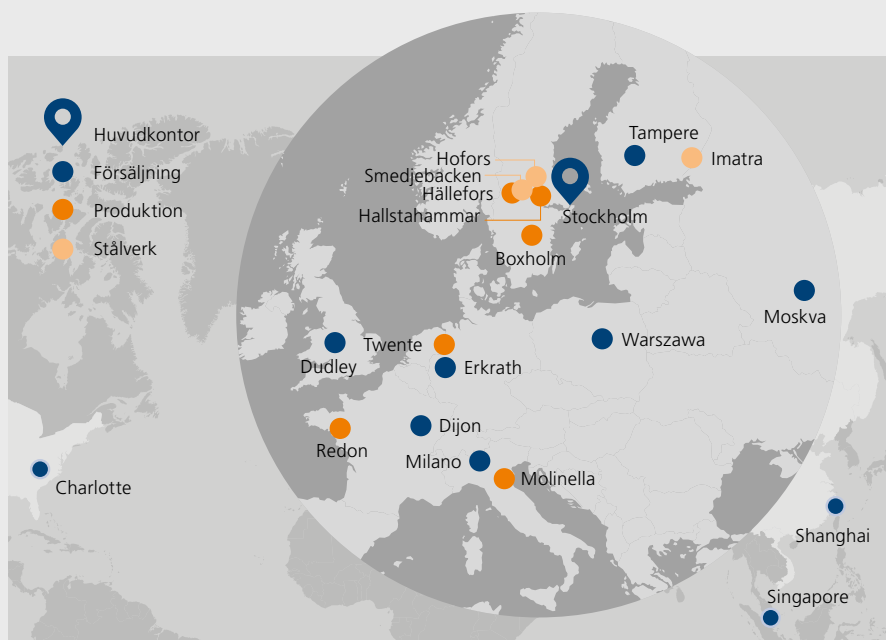 Huvudkontor
Försäljning
Produktion
Stålverk
Hofors
Smedjebacken
Hällefors
Hallstahammar
Stockholm
Tampere
Imatra
Boxholm
Moskva
Twente
Dudley
Erkrath
Warszawa
Redon
Dijon
Milano
Molinella
Charlotte
Shanghai
Singapore